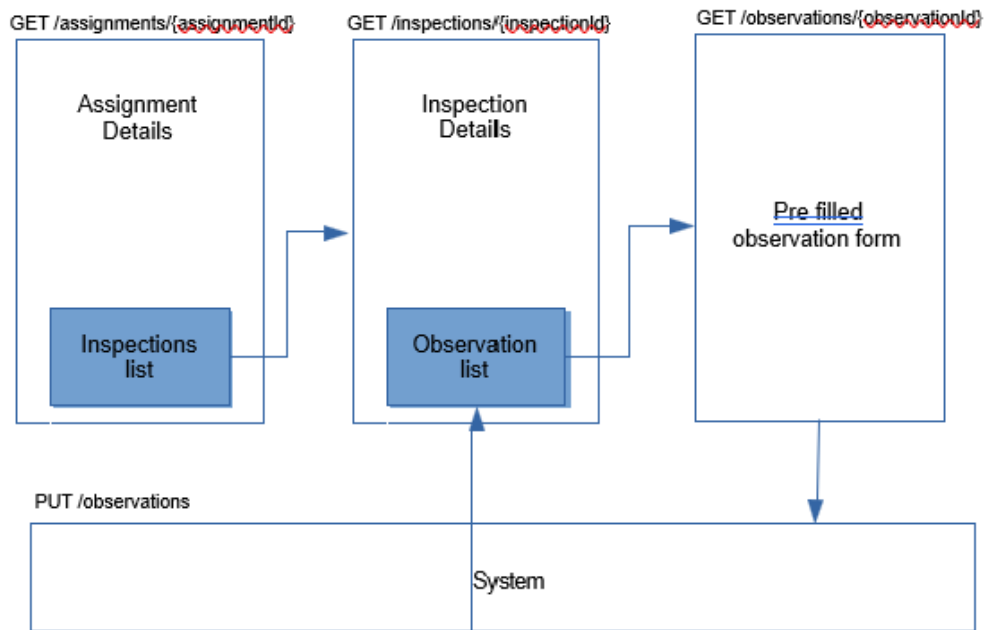 GET /assignments/{assignmentId}
GET /inspections/{inspectionId}
GET /observations/{observationId}
Assignment
Details
Inspection
Details
Pre filled
observation form
Inspections
list
Observation
list
PUT /observations
System